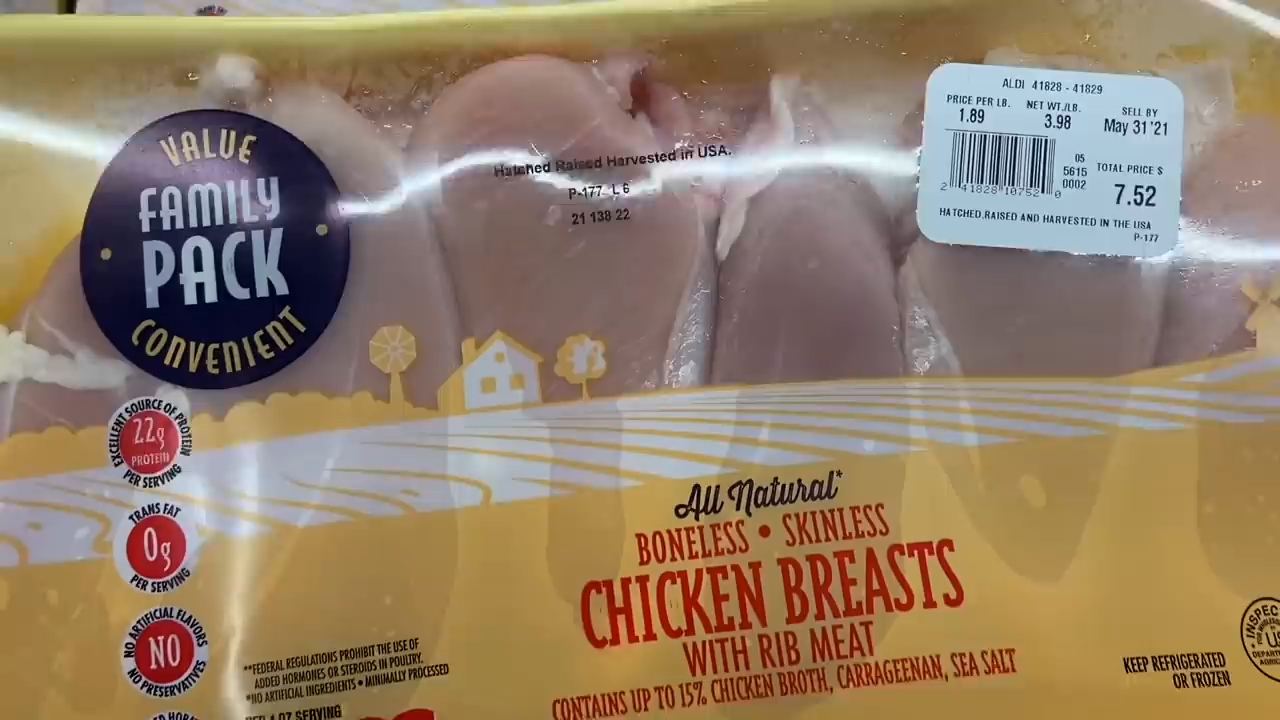 VALUE
FAMILY
PACK
CONVENIENT
Hatched Raised Harvested in USA.
P-177 L 6
21 138 22
ALDI 41828 - 41829
PRICE PER LB. NET WT./LB. SELL BY
1.89 3.98 May 31 '21
05
5615
0002
TOTAL PRICE $
7.52
2 41828 10752 0
HATCHED,RAISED AND HARVESTED IN THE USA
P-177
EXCELLENT SOURCE OF PROTEIN
22g
PROTEIN
PER SERVING
TRANS FAT
0g
PER SERVING
NO ARTIFICIAL FLAVORS
NO
NO PRESERVATIVES
**FEDERAL REGULATIONS PROHIBIT THE USE OF
ADDED HORMONES OR STEROIDS IN POULTRY.
*NO ARTIFICIAL INGREDIENTS • MINIMALLY PROCESSED
4 OZ SERVING
All Natural*
BONELESS • SKINLESS
CHICKEN BREASTS
WITH RIB MEAT
CONTAINS UP TO 15% CHICKEN BROTH, CARRAGEENAN, SEA SALT
KEEP REFRIGERATED
OR FROZEN